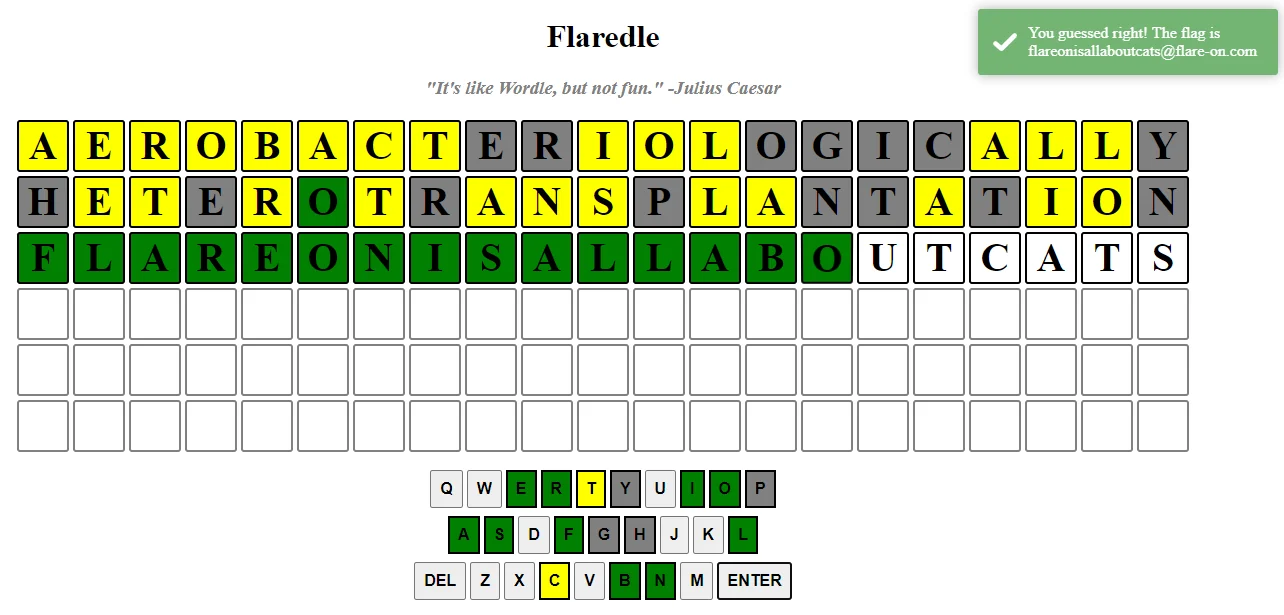 Flaredle
You guessed right! The flag is
flareonisallaboutcats@flare-on.com
"It's like Wordle, but not fun." -Julius Caesar
A E R O B A C T E R I O L O G I C A L L Y
H E T E R O T R A N S P L A N T A T I O N
F L A R E O N I S A L L A B O U T C A T S
Q W E R T Y U I O P
A S D F G H J K L
DEL Z X C V B N M ENTER